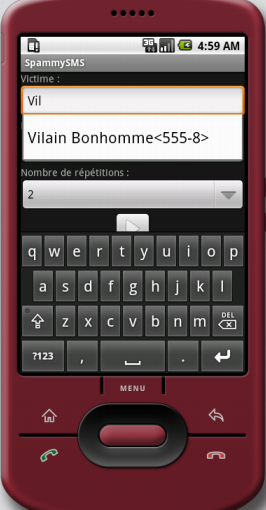 3G
4:59 AM
SpammySMS
Victime :
Vil
Vilain Bonhomme<555-8>
Nombre de répétitions :
2
q w e r t y u i o p
a s d f g h j k l
z x c v b n m DEL
?123 , .
MENU